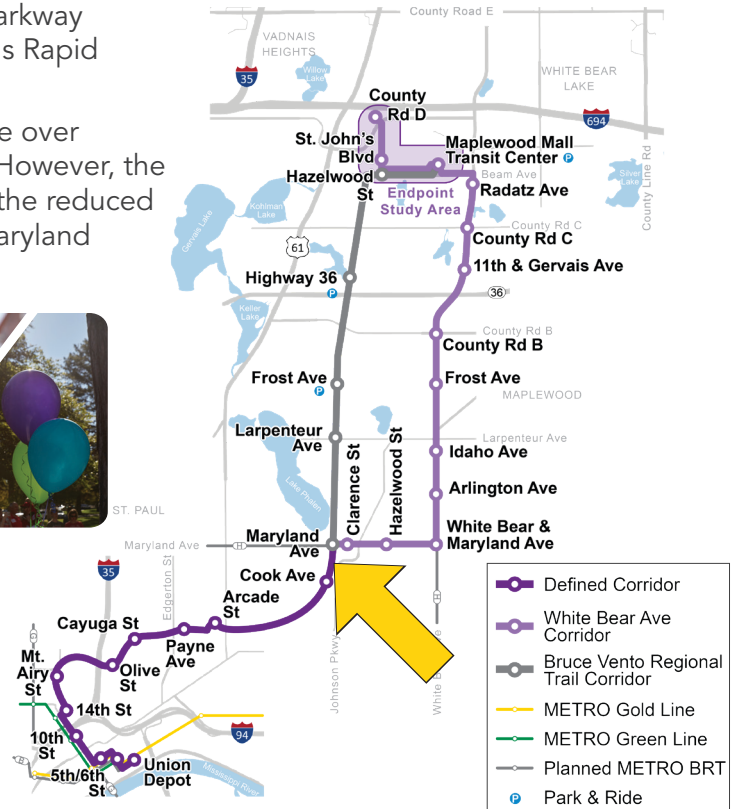 arkway
s Rapid
e over
However, the
the reduced
aryland
County Road E
VADNAIS
HEIGHTS
35
Willow
Lake
WHITE BEAR
LAKE
County
Rd D
694
St. John's
Blvd
Maplewood Mall
Transit Center P
Hazelwood
St
Beam Ave
Silver
Lake
County Line Rd
Endpoint
Study Area
Radatz Ave
Kohlman
Lake
Gervais Lake
County Rd C
County Rd C
61
11th & Gervais Ave
Highway 36
P
36
Keller
Lake
County Rd B
County Rd B
Frost Ave
P
Frost Ave
MAPLEWOOD
Larpenteur
Ave
Larpenteur Ave
Clarence St
Hazelwood St
Idaho Ave
Lake Phalen
Arlington Ave
ST. PAUL
Maryland Ave
H
Maryland
Ave
White Bear &
Maryland Ave
35
Edgerton St
Cook Ave
Arcade
St
H
Cayuga St
Payne
Ave
Johnson Pkwy
White B
Mt.
Airy
St
Olive
St
14th St
10th
St
94
5th/6th
St
Union
Depot
Mississippi River
Defined Corridor
White Bear Ave
Corridor
Bruce Vento Regional
Trail Corridor
METRO Gold Line
METRO Green Line
Planned METRO BRT
P Park & Ride